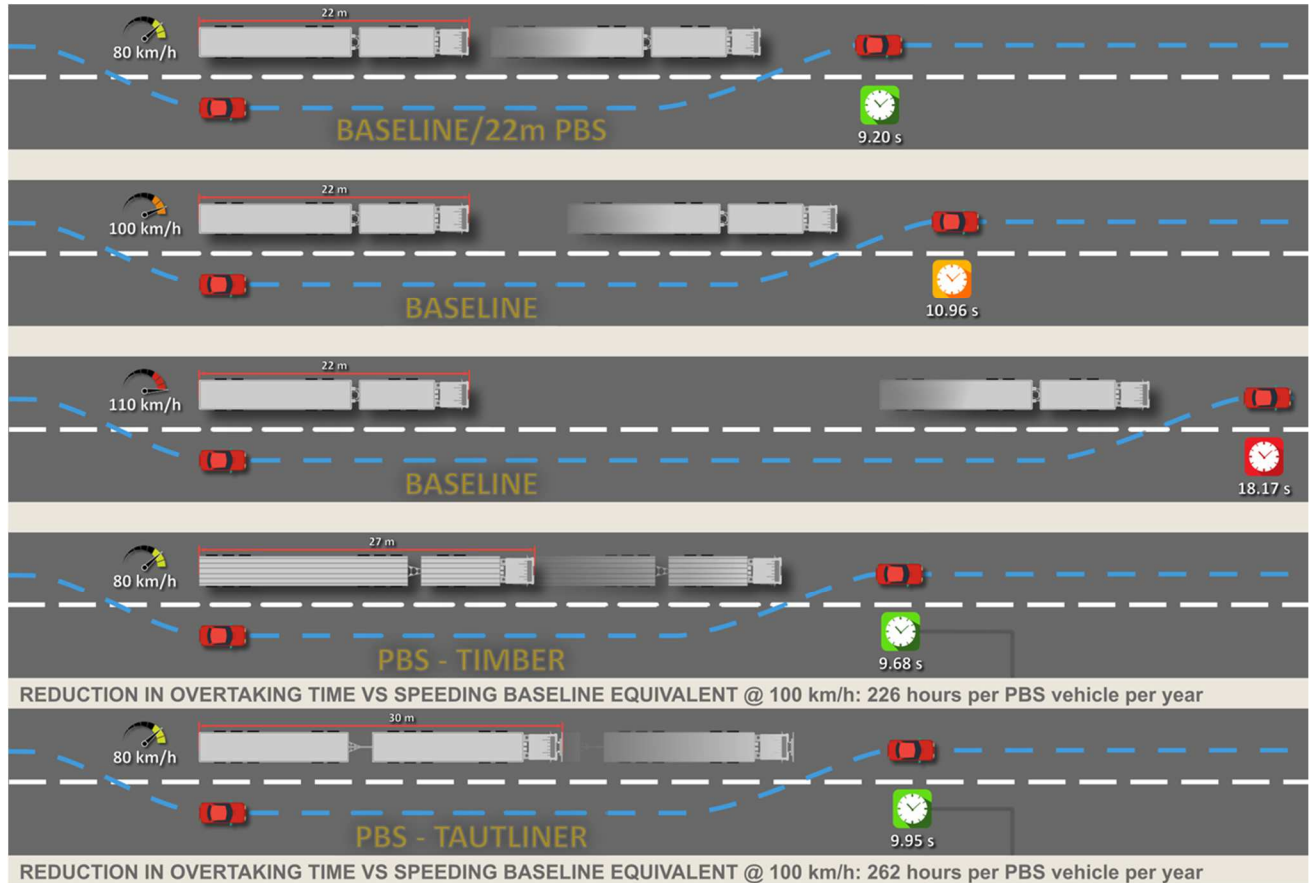 22 m
80 km/h
BASELINE/22m PBS
9.20 s
22 m
100 km/h
BASELINE
10.96 s
22 m
110 km/h
BASELINE
18.17 s
27 m
80 km/h
PBS - TIMBER
9.68 s
REDUCTION IN OVERTAKING TIME VS SPEEDING BASELINE EQUIVALENT @ 100 km/h: 226 hours per PBS vehicle per year
30 m
80 km/h
PBS - TAUTLINER
9.95 s
REDUCTION IN OVERTAKING TIME VS SPEEDING BASELINE EQUIVALENT @ 100 km/h: 262 hours per PBS vehicle per year